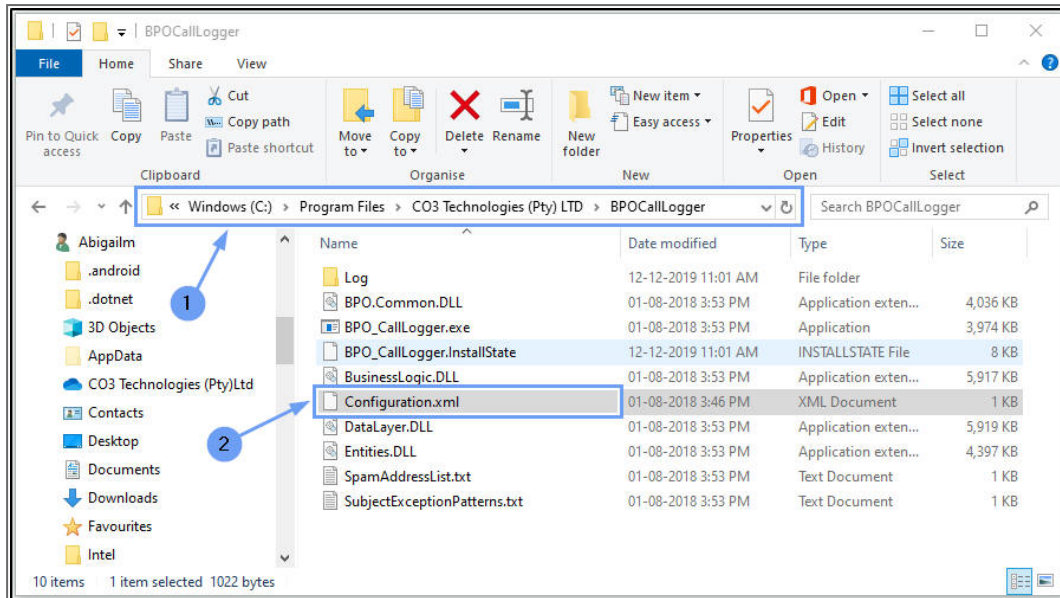 BPOCallLogger
File Home Share View
Pin to Quick access
Copy
Paste
Cut
Copy path
Paste shortcut
Move to
Copy to
Delete
Rename
New folder
New item
Easy access
Properties
Open
Edit
History
Select all
Select none
Invert selection
Clipboard Organise New Open Select
« Windows (C:) > Program Files > CO3 Technologies (Pty) LTD > BPOCallLogger
Search BPOCallLogger
1
2
Abigailm
.android
.dotnet
3D Objects
AppData
CO3 Technologies (Pty)Ltd
Contacts
Desktop
Documents
Downloads
Favourites
Intel
Name Date modified Type Size
Log 12-12-2019 11:01 AM File folder
BPO.Common.DLL 01-08-2018 3:53 PM Application exten... 4,036 KB
BPO_CallLogger.exe 01-08-2018 3:53 PM Application 3,974 KB
BPO_CallLogger.InstallState 12-12-2019 11:01 AM INSTALLSTATE File 8 KB
BusinessLogic.DLL 01-08-2018 3:53 PM Application exten... 5,917 KB
Configuration.xml 01-08-2018 3:46 PM XML Document 1 KB
DataLayer.DLL 01-08-2018 3:53 PM Application exten... 5,919 KB
Entities.DLL 01-08-2018 3:53 PM Application exten... 4,397 KB
SpamAddressList.txt 01-08-2018 3:53 PM Text Document 1 KB
SubjectExceptionPatterns.txt 01-08-2018 3:53 PM Text Document 1 KB
10 items 1 item selected 1022 bytes